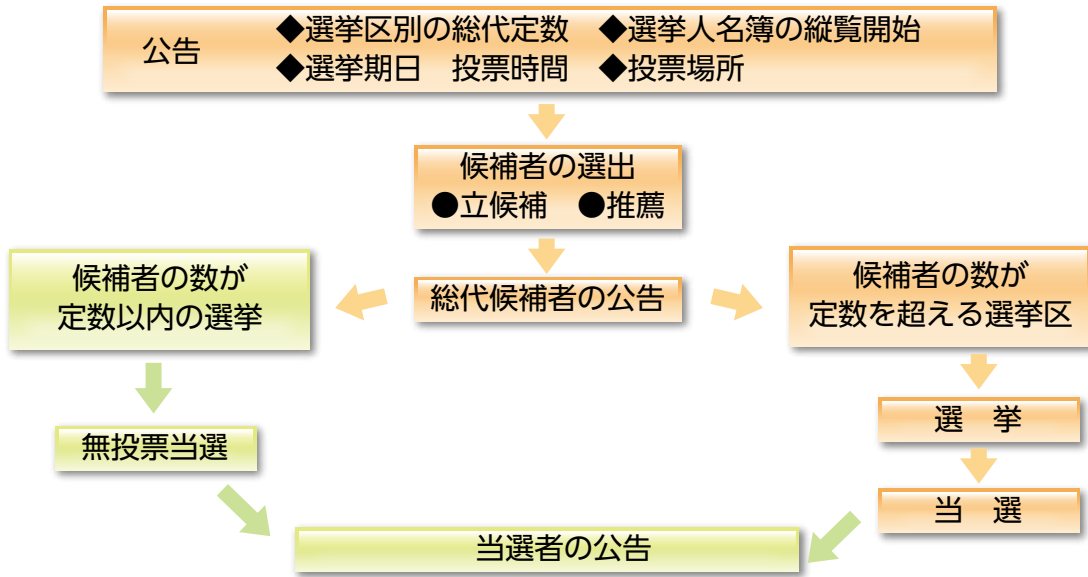 公告
◆選挙区別の総代定数　◆選挙人名簿の縦覧開始
◆選挙期日　投票時間　◆投票場所
候補者の選出
●立候補　●推薦
総代候補者の公告
候補者の数が
定数以内の選挙
無投票当選
候補者の数が
定数を超える選挙区
選　挙
当　選
当選者の公告